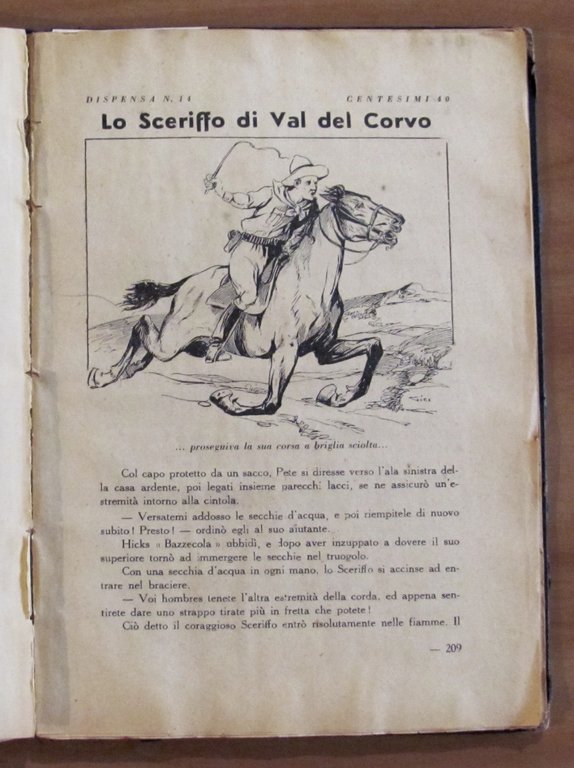 DISPENSA N. 14 CENTESIMI 40
Lo Sceriffo di Val del Corvo
... proseguiva la sua corsa a briglia sciolta...
Col capo protetto da un sacco, Pete si diresse verso l'ala sinistra del-
la casa ardente, poi legati insieme parecchi lacci, se ne assicurò un'e-
stremità intorno alla cintola.
— Versatemi addosso le secchie d'acqua, e poi riempitele di nuovo
subito! Presto! — ordinò egli al suo aiutante.
Hicks « Bazzecola » ubbidì, e dopo aver inzuppato a dovere il suo
superiore tornò ad immergere le secchie nel truogolo.
Con una secchia d'acqua in ogni mano, lo Sceriffo si accinse ad en-
trare nel braciere.
— Voi hombres tenete l'altra estremità della corda, ed appena sen-
tirete dare uno strappo tirate più in fretta che potete!
Ciò detto il coraggioso Sceriffo entrò risolutamente nelle fiamme. Il
— 209